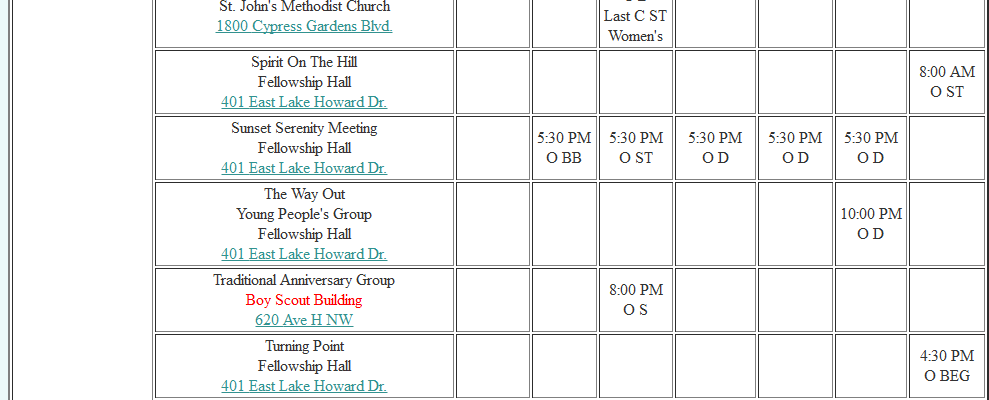 St. John's Methodist Church
1800 Cypress Gardens Blvd.
Last C ST
Women's
Spirit On The Hill
Fellowship Hall
401 East Lake Howard Dr.
8:00 AM
O ST
Sunset Serenity Meeting
Fellowship Hall
401 East Lake Howard Dr.
5:30 PM
O BB
5:30 PM
O ST
5:30 PM
O D
5:30 PM
O D
5:30 PM
O D
The Way Out
Young People's Group
Fellowship Hall
401 East Lake Howard Dr.
10:00 PM
O D
Traditional Anniversary Group
Boy Scout Building
620 Ave H NW
8:00 PM
O S
Turning Point
Fellowship Hall
401 East Lake Howard Dr.
4:30 PM
O BEG